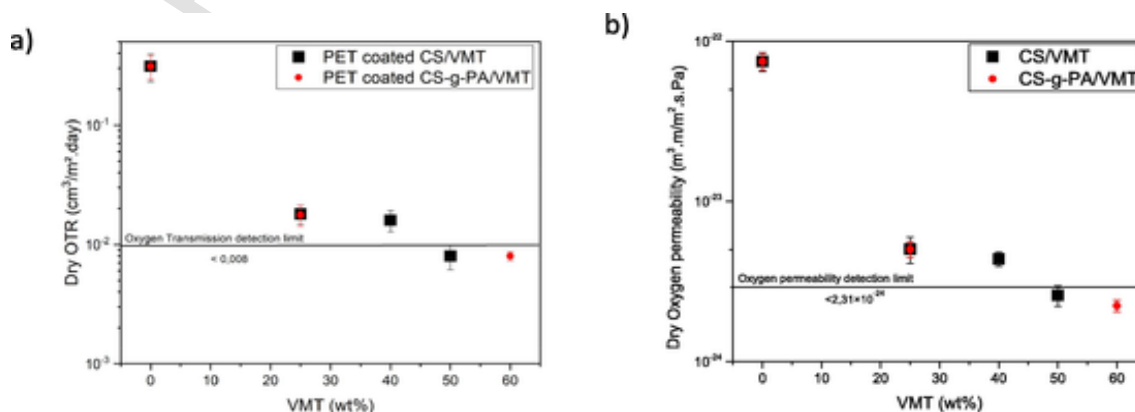 a)
PET coated CS/VMT
PET coated CS-g-PA/VMT
Dry OTR (cm³/m².day)
10⁻¹
10⁻²
10⁻³
Oxygen Transmission detection limit
< 0,008
0 10 20 30 40 50 60
VMT (wt%)
b)
CS/VMT
CS-g-PA/VMT
Dry Oxygen permeability (m³.m/m².s.Pa)
10⁻²²
10⁻²³
10⁻²⁴
Oxygen permeability detection limit
<2,31×10⁻²⁴
0 10 20 30 40 50 60
VMT (wt%)